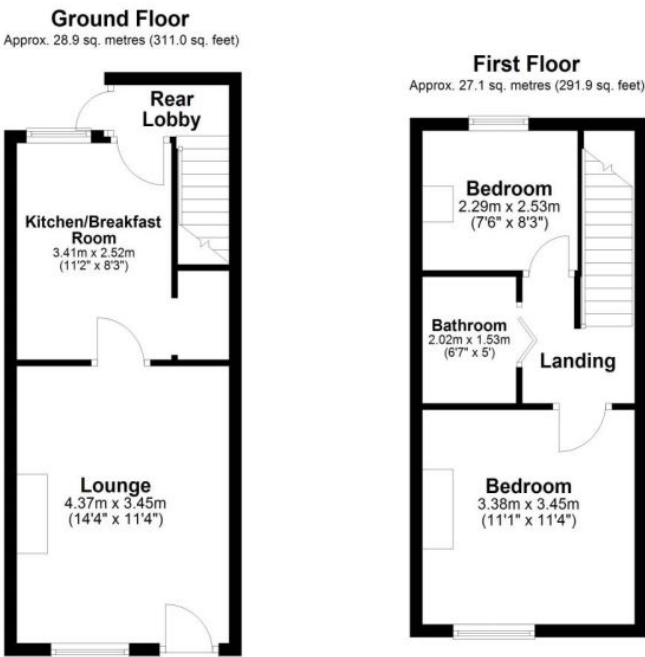 Ground Floor
Approx. 28.9 sq. metres (311.0 sq. feet)
Rear
Lobby
Kitchen/Breakfast
Room
3.41m x 2.52m
(11'2" x 8'3")
Lounge
4.37m x 3.45m
(14'4" x 11'4")
First Floor
Approx. 27.1 sq. metres (291.9 sq. feet)
Bedroom
2.29m x 2.53m
(7'6" x 8'3")
Bathroom
2.02m x 1.53m
(6'7" x 5')
Landing
Bedroom
3.38m x 3.45m
(11'1" x 11'4")